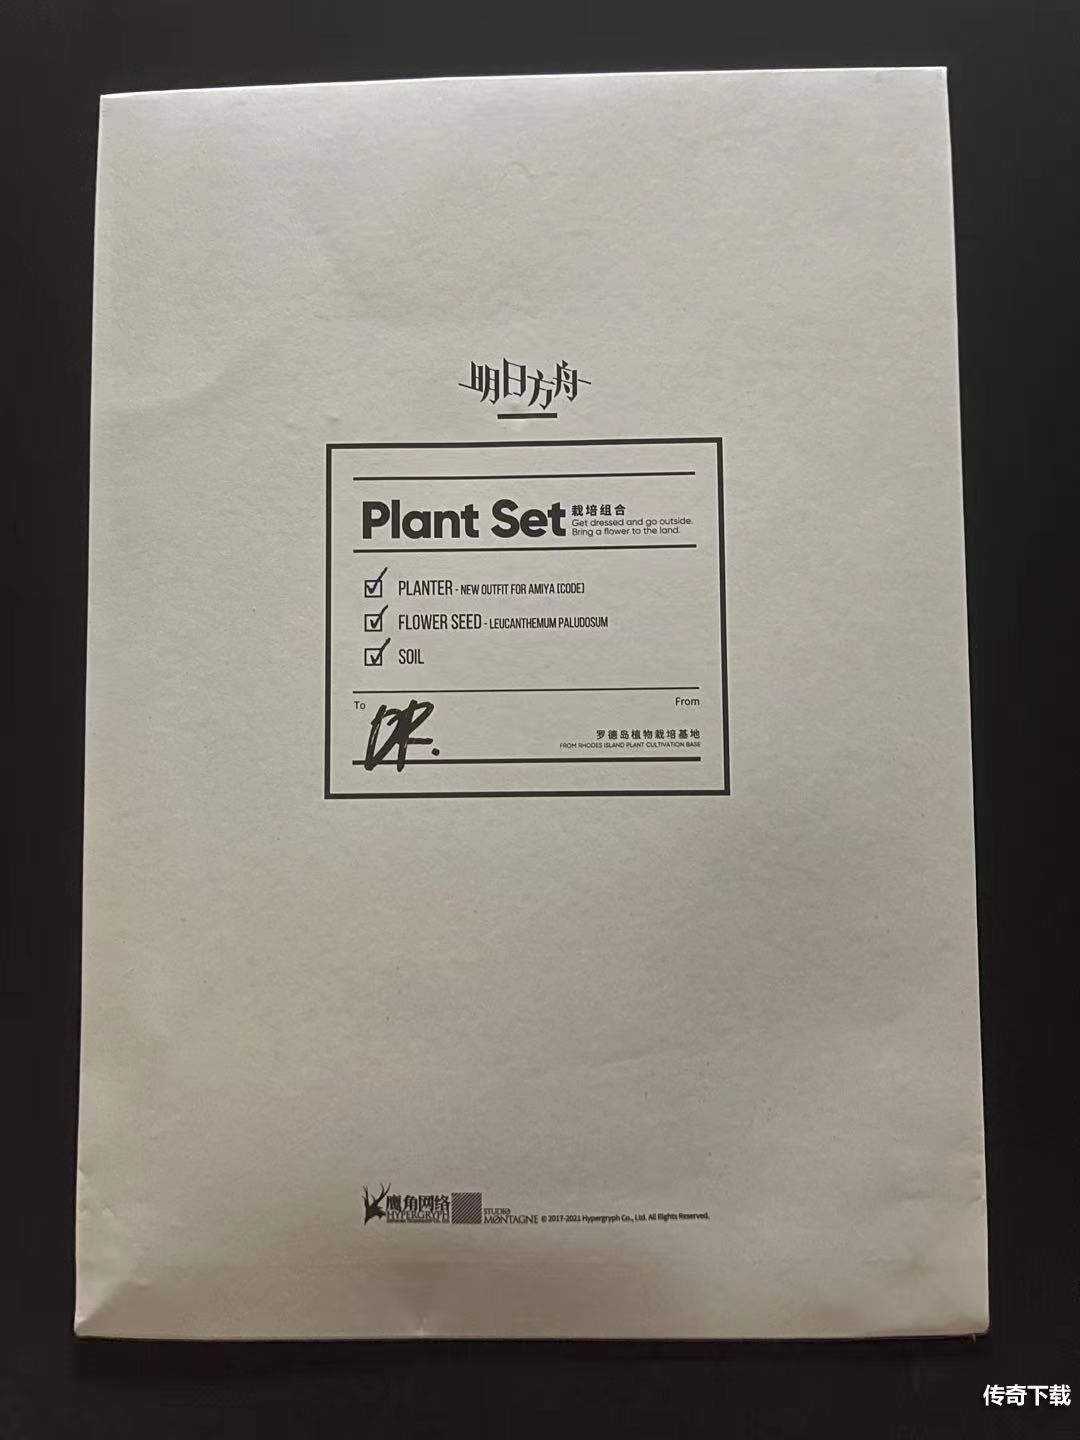 明日方舟
Plant Set 栽培组合
Get dressed and go outside.
Bring a flower to the land.
PLANTER - NEW OUTFIT FOR AMIYA [CODE]
FLOWER SEED - LEUCANTHEMUM PALUDOSUM
SOIL
To
DR.
From
罗德岛植物栽培基地
FROM RHODES ISLAND PLANT CULTIVATION BASE
鹰角网络
HYPERGRYPH
STUDIO
MØNTAGNE © 2017-2021 Hypergryph Co., Ltd. All Rights Reserved.
传奇下载